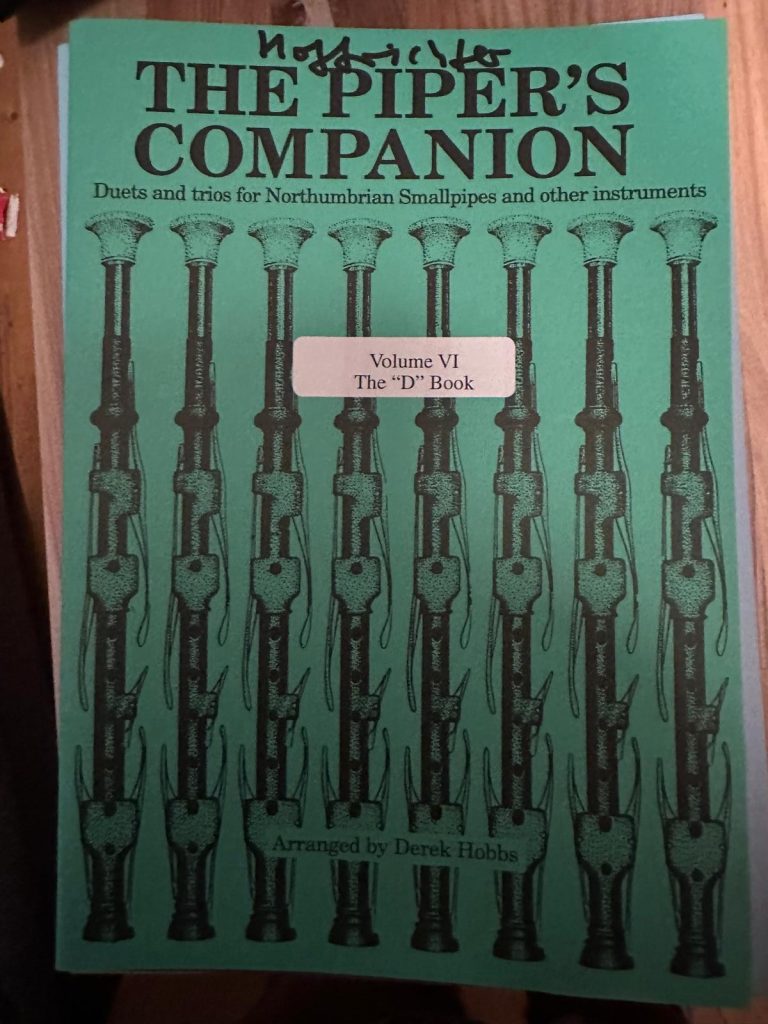 THE PIPER'S
COMPANION
Duets and trios for Northumbrian Smallpipes and other instruments
Volume VI
The “D” Book
Arranged by Derek Hobbs